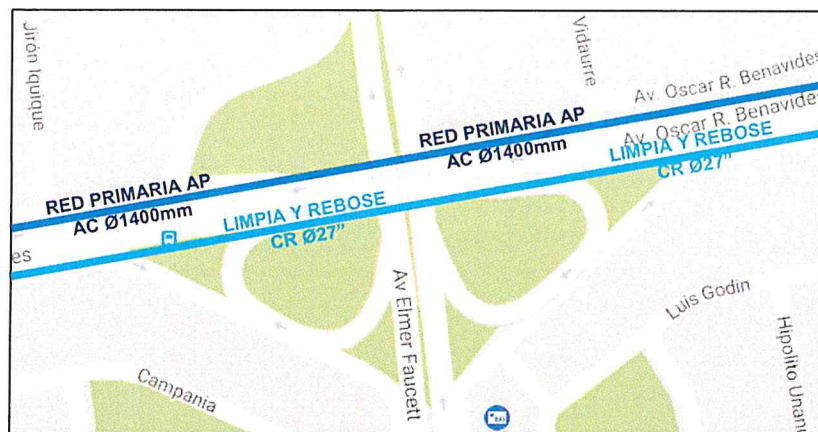 Jirón Iquique
Vidaurre
Av. Oscar R. Benavides
Av. Oscar R. Benavides
RED PRIMARIA AP
AC Ø1400mm
LIMPIA Y REBOSE
CR Ø27"
RED PRIMARIA AP
AC Ø1400mm
LIMPIA Y REBOSE
CR Ø27"
es
Av Elmer Faucett
Luis Godin
Hipolito Unanu
Campania